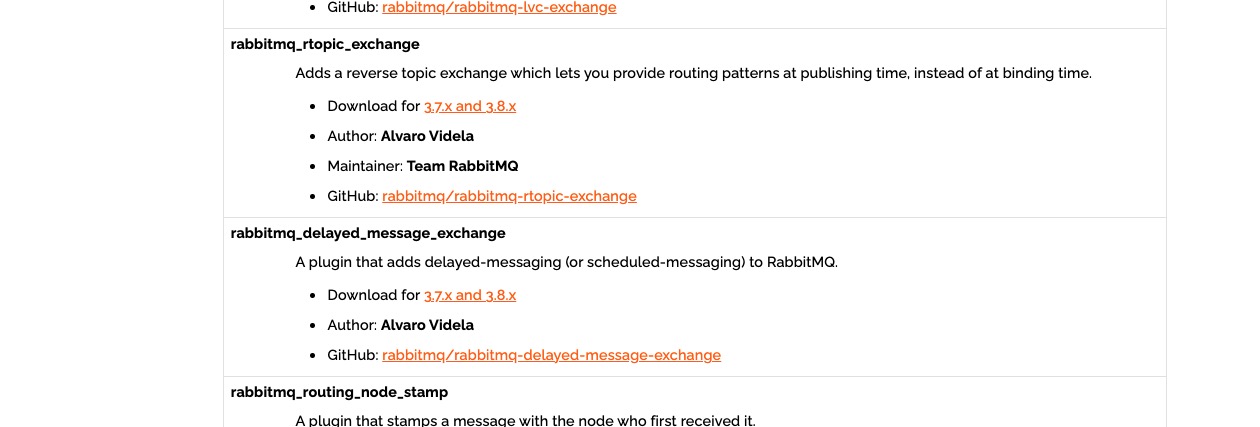 GitHub: rabbitmq/rabbitmq-lvc-exchange
rabbitmq_rtopic_exchange
Adds a reverse topic exchange which lets you provide routing patterns at publishing time, instead of at binding time.
Download for 3.7.x and 3.8.x
Author: Alvaro Videla
Maintainer: Team RabbitMQ
GitHub: rabbitmq/rabbitmq-rtopic-exchange
rabbitmq_delayed_message_exchange
A plugin that adds delayed-messaging (or scheduled-messaging) to RabbitMQ.
Download for 3.7.x and 3.8.x
Author: Alvaro Videla
GitHub: rabbitmq/rabbitmq-delayed-message-exchange
rabbitmq_routing_node_stamp
A plugin that stamps a message with the node who first received it.